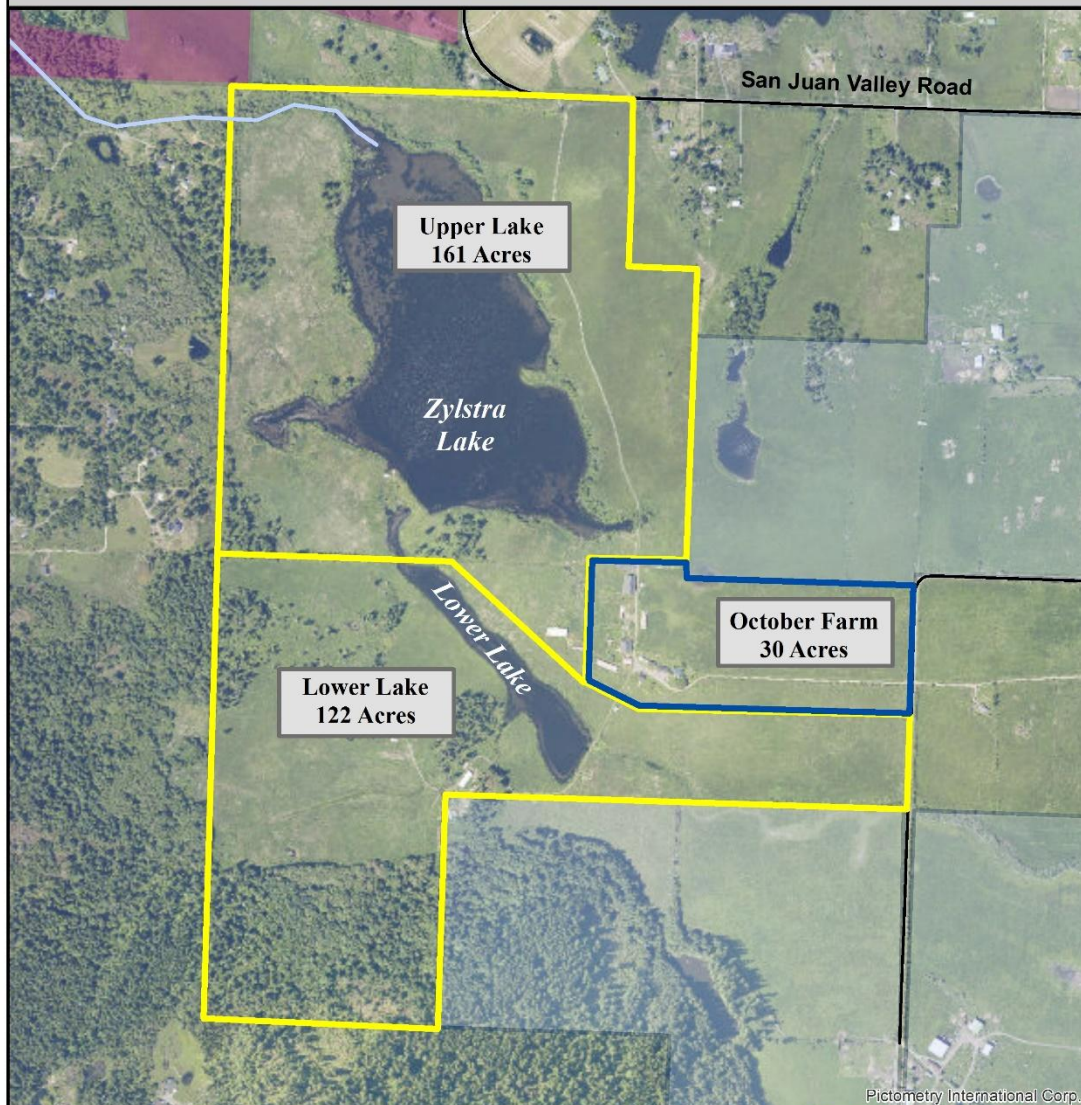 San Juan Valley Road
Upper Lake
161 Acres
Zylstra
Lake
Lower Lake
October Farm
30 Acres
Lower Lake
122 Acres
Pictometry International Corp.